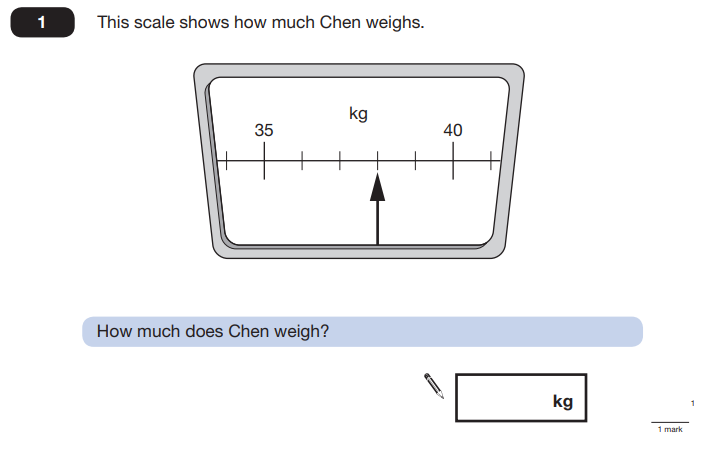 1
This scale shows how much Chen weighs.
kg
35 40
How much does Chen weigh?
kg
1
1 mark